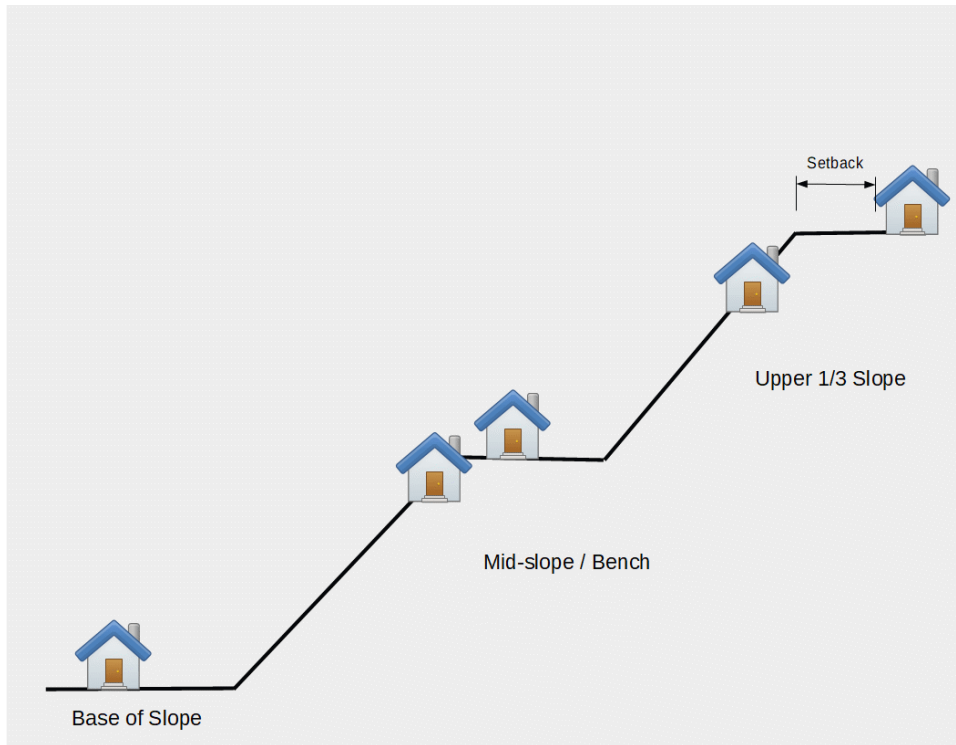 Setback
Upper 1/3 Slope
Mid-slope / Bench
Base of Slope